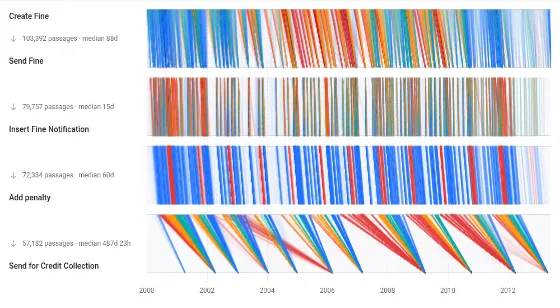 Create Fine
↓ 103,392 passages · median 88d
Send Fine
↓ 79,757 passages · median 15d
Insert Fine Notification
↓ 72,334 passages · median 60d
Add penalty
↓ 57,182 passages · median 487d 23h
Send for Credit Collection
2000 2002 2004 2006 2008 2010 2012